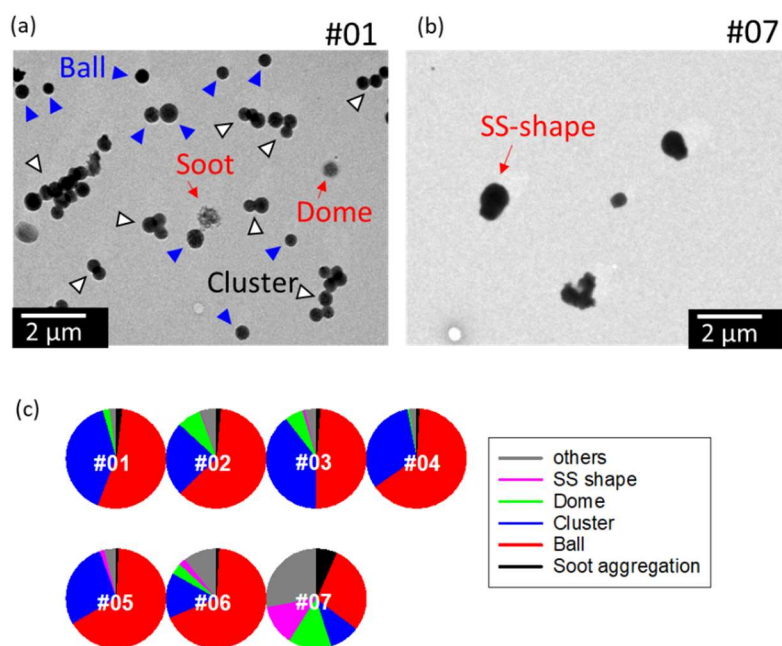 (a)
#01
Ball
Soot
Dome
Cluster
2 μm
(b)
#07
SS-shape
2 μm
(c)
#01
#02
#03
#04
#05
#06
#07
others
SS shape
Dome
Cluster
Ball
Soot aggregation